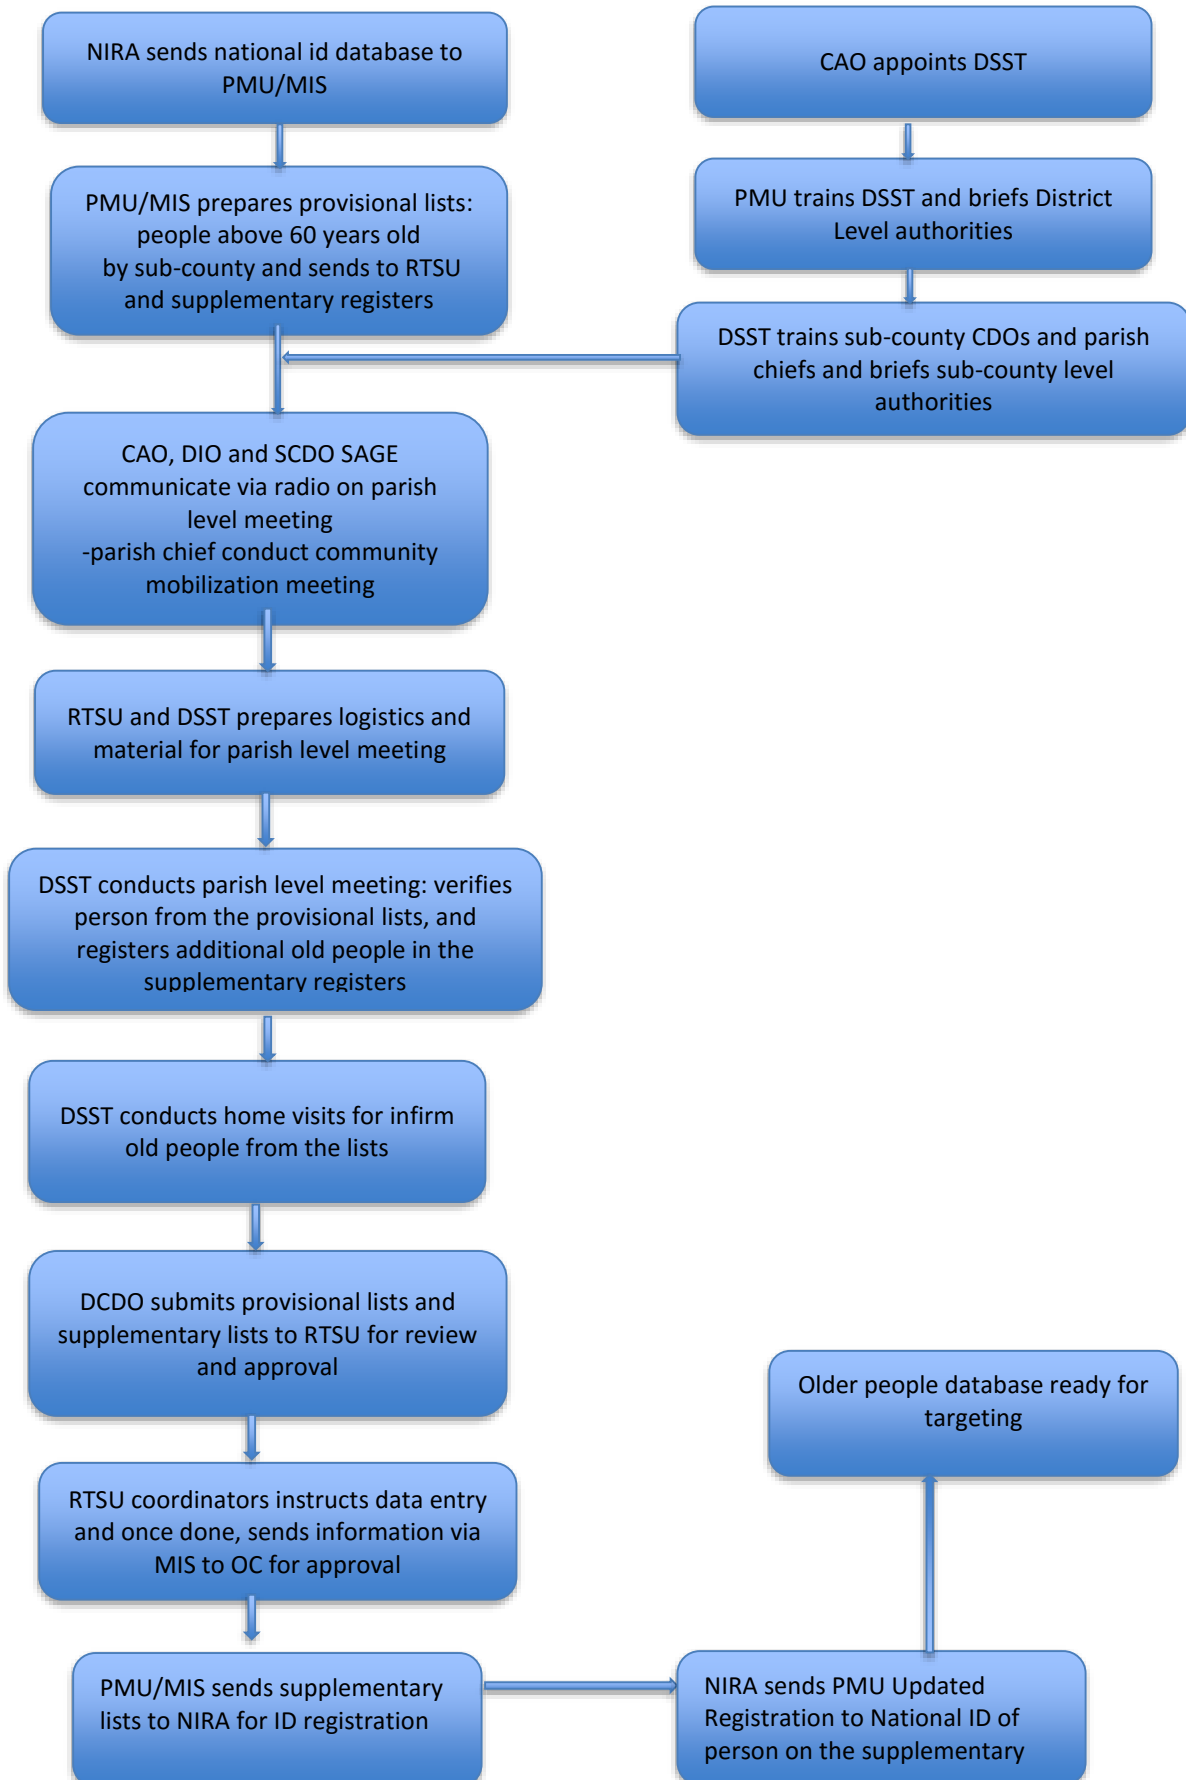 NIRA sends national id database to
PMU/MIS
CAO appoints DSST
PMU/MIS prepares provisional lists:
people above 60 years old
by sub-county and sends to RTSU
and supplementary registers
PMU trains DSST and briefs District
Level authorities
DSST trains sub-county CDOs and parish
chiefs and briefs sub-county level
authorities
CAO, DIO and SCDO SAGE
communicate via radio on parish
level meeting
-parish chief conduct community
mobilization meeting
RTSU and DSST prepares logistics and
material for parish level meeting
DSST conducts parish level meeting: verifies
person from the provisional lists, and
registers additional old people in the
supplementary registers
DSST conducts home visits for infirm
old people from the lists
DCDO submits provisional lists and
supplementary lists to RTSU for review
and approval
RTSU coordinators instructs data entry
and once done, sends information via
MIS to OC for approval
PMU/MIS sends supplementary
lists to NIRA for ID registration
NIRA sends PMU Updated
Registration to National ID of
person on the supplementary
Older people database ready for
targeting